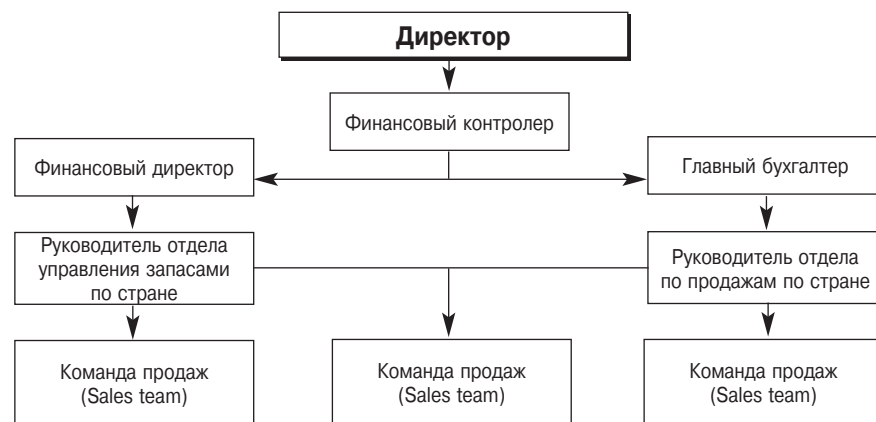 Директор
Финансовый контролер
Финансовый директор
Главный бухгалтер
Руководитель отдела
управления запасами
по стране
Руководитель отдела
по продажам по стране
Команда продаж
(Sales team)
Команда продаж
(Sales team)
Команда продаж
(Sales team)